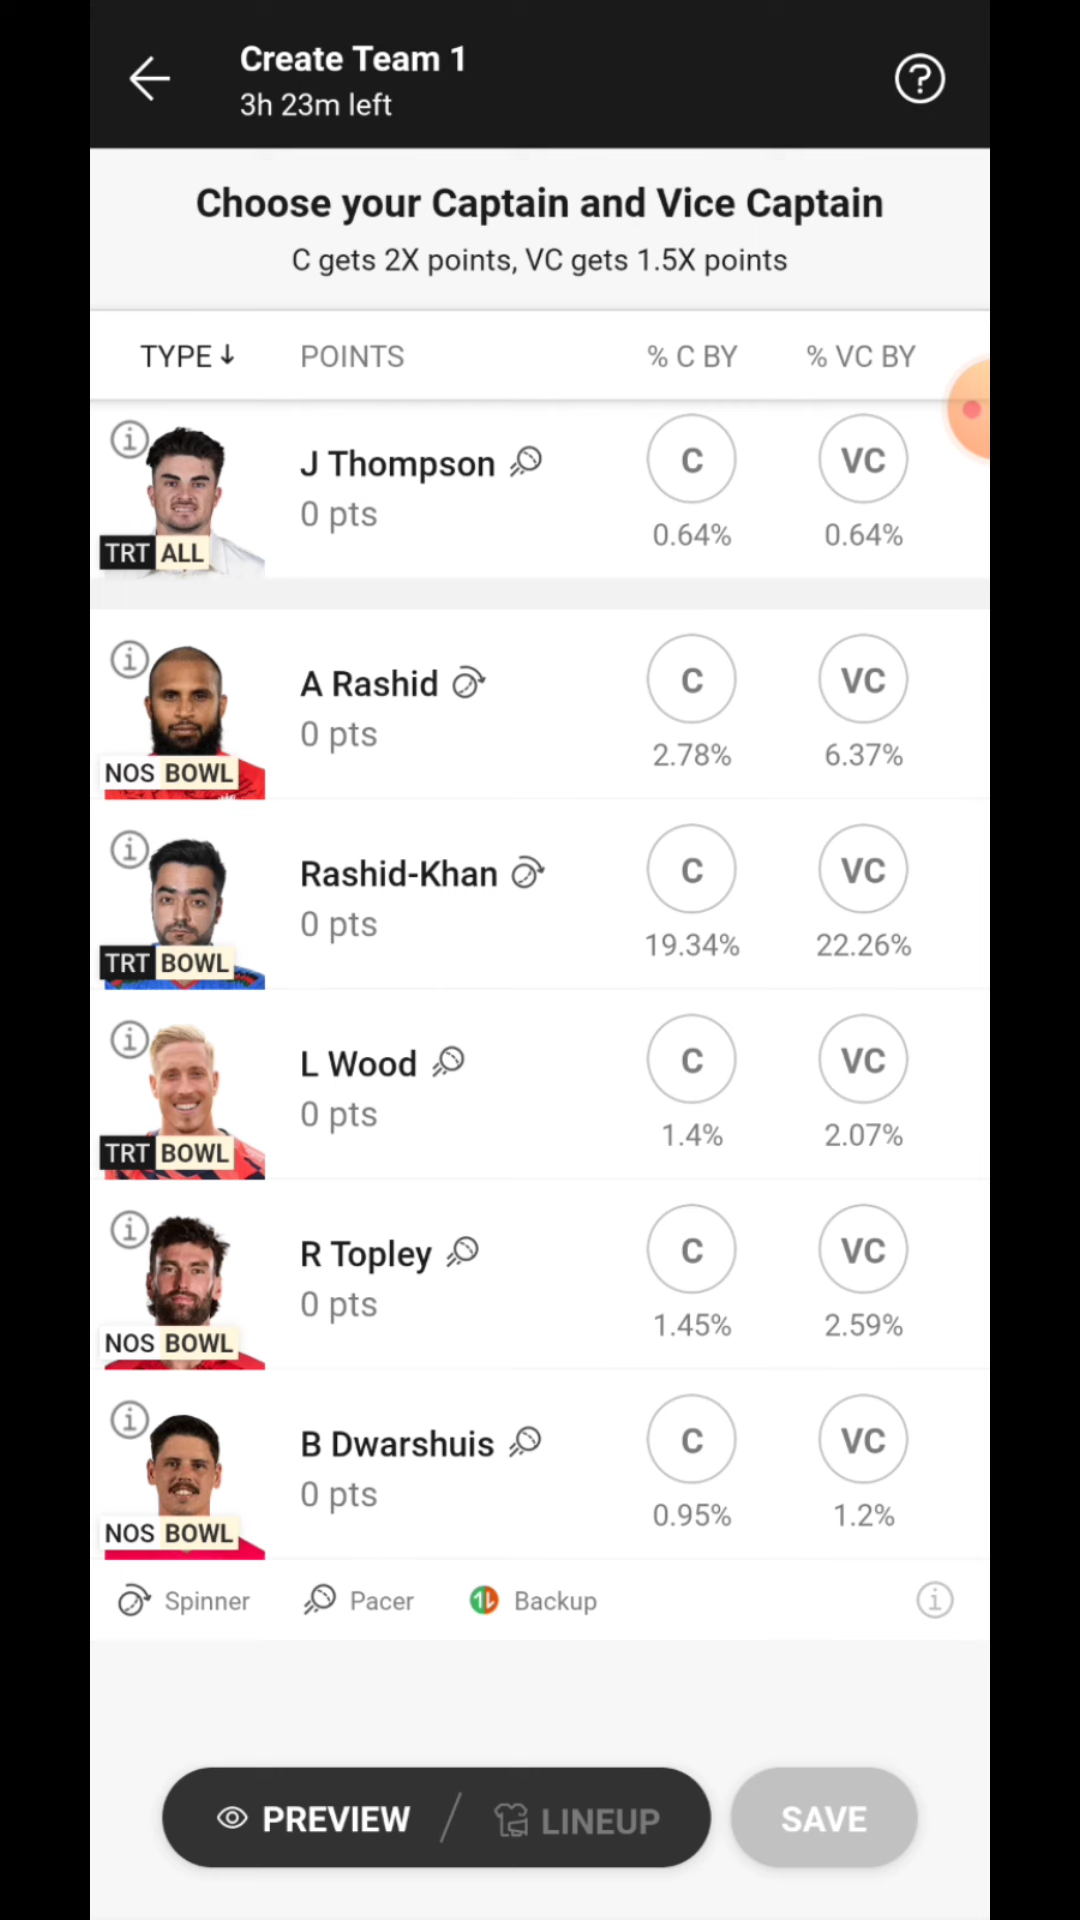 Create Team 1
3h 23m left
Choose your Captain and Vice Captain
C gets 2X points, VC gets 1.5X points
TYPE↓ POINTS % C BY % VC BY
J Thompson C VC
0 pts 0.64% 0.64%
TRT ALL
A Rashid C VC
0 pts 2.78% 6.37%
NOS BOWL
Rashid-Khan C VC
0 pts 19.34% 22.26%
TRT BOWL
L Wood C VC
0 pts 1.4% 2.07%
TRT BOWL
R Topley C VC
0 pts 1.45% 2.59%
NOS BOWL
B Dwarshuis C VC
0 pts 0.95% 1.2%
NOS BOWL
Spinner Pacer Backup
PREVIEW / LINEUP SAVE